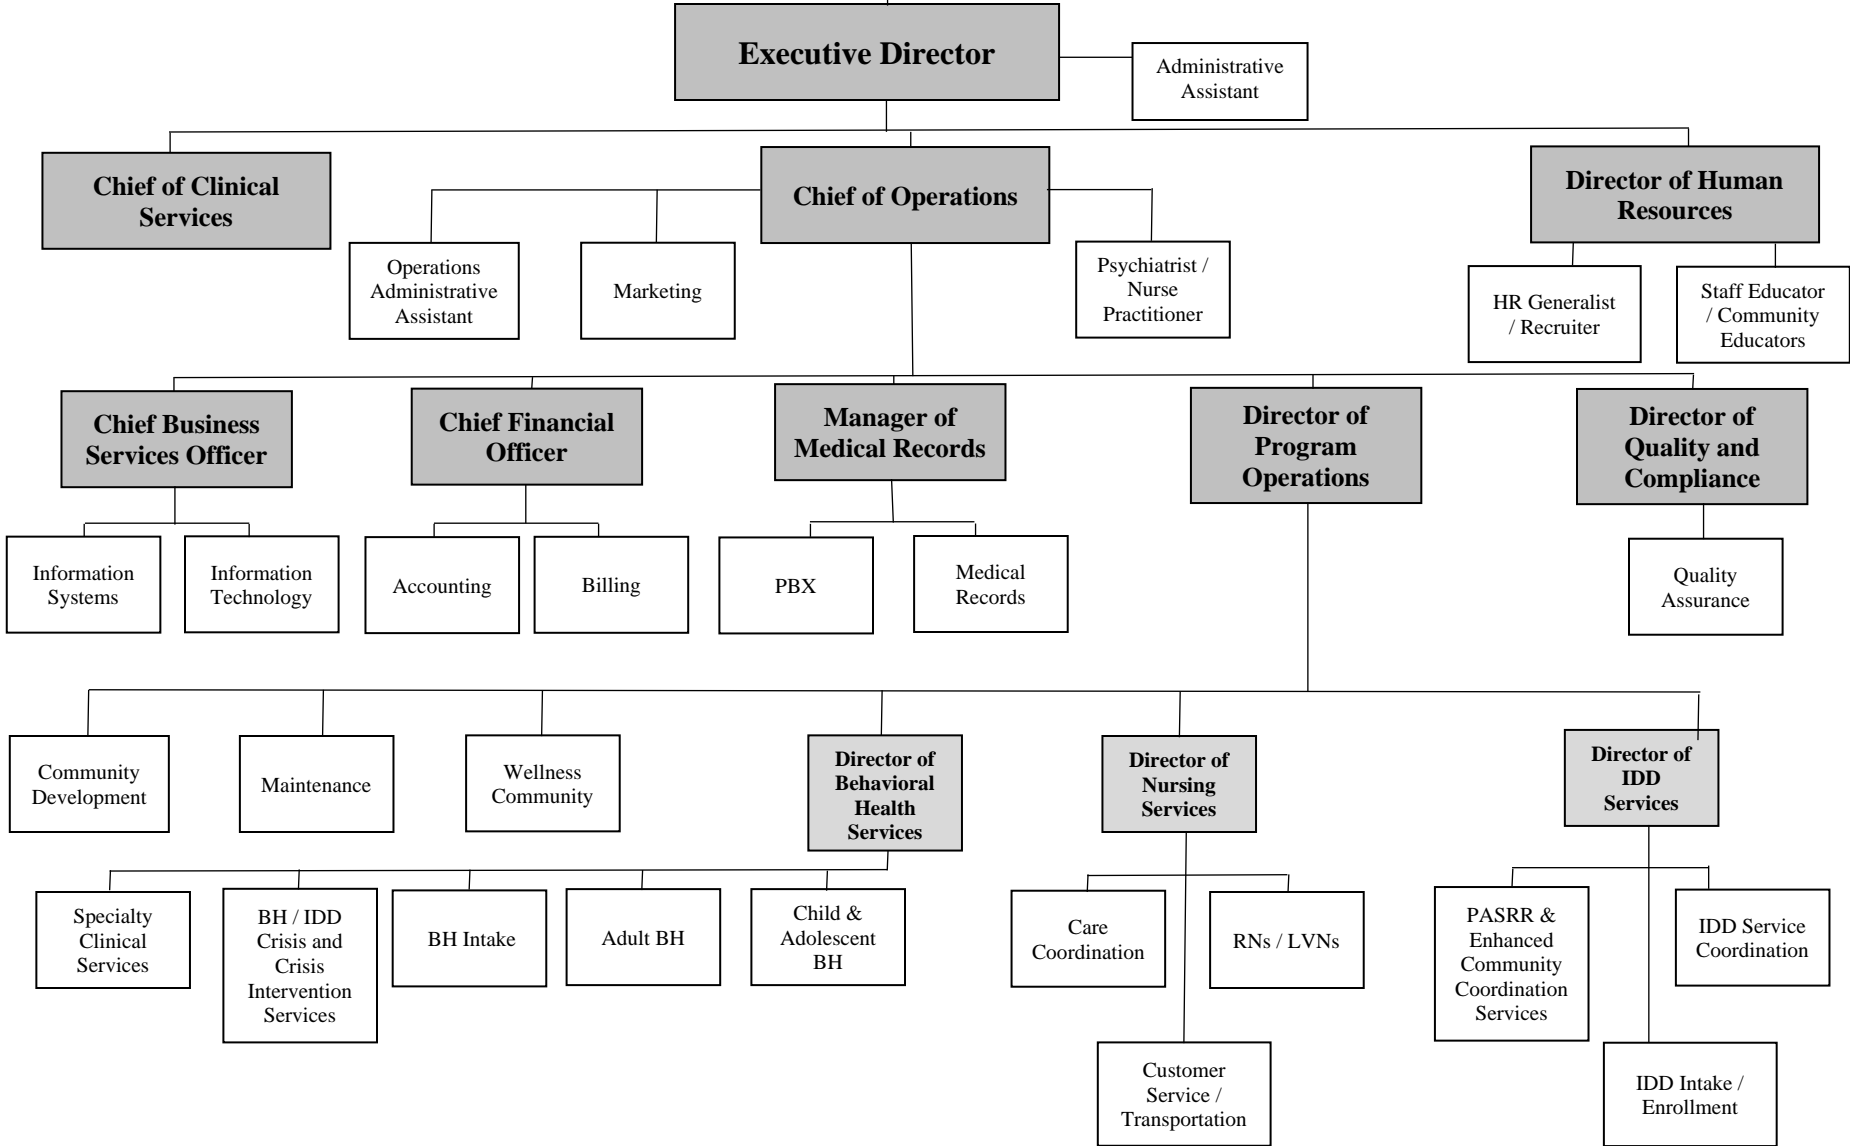 Executive Director
Administrative
Assistant
Chief of Clinical
Services
Chief of Operations
Director of Human
Resources
Operations
Administrative
Assistant
Marketing
Psychiatrist /
Nurse
Practitioner
HR Generalist
/ Recruiter
Staff Educator
/ Community
Educators
Chief Business
Services Officer
Chief Financial
Officer
Manager of
Medical Records
Director of
Program
Operations
Director of
Quality and
Compliance
Information
Systems
Information
Technology
Accounting
Billing
PBX
Medical
Records
Quality
Assurance
Community
Development
Maintenance
Wellness
Community
Director of
Behavioral
Health
Services
Director of
Nursing
Services
Director of
IDD
Services
Specialty
Clinical
Services
BH / IDD
Crisis and
Crisis
Intervention
Services
BH Intake
Adult BH
Child &
Adolescent
BH
Care
Coordination
RNs / LVNs
Customer
Service /
Transportation
PASRR &
Enhanced
Community
Coordination
Services
IDD Service
Coordination
IDD Intake /
Enrollment